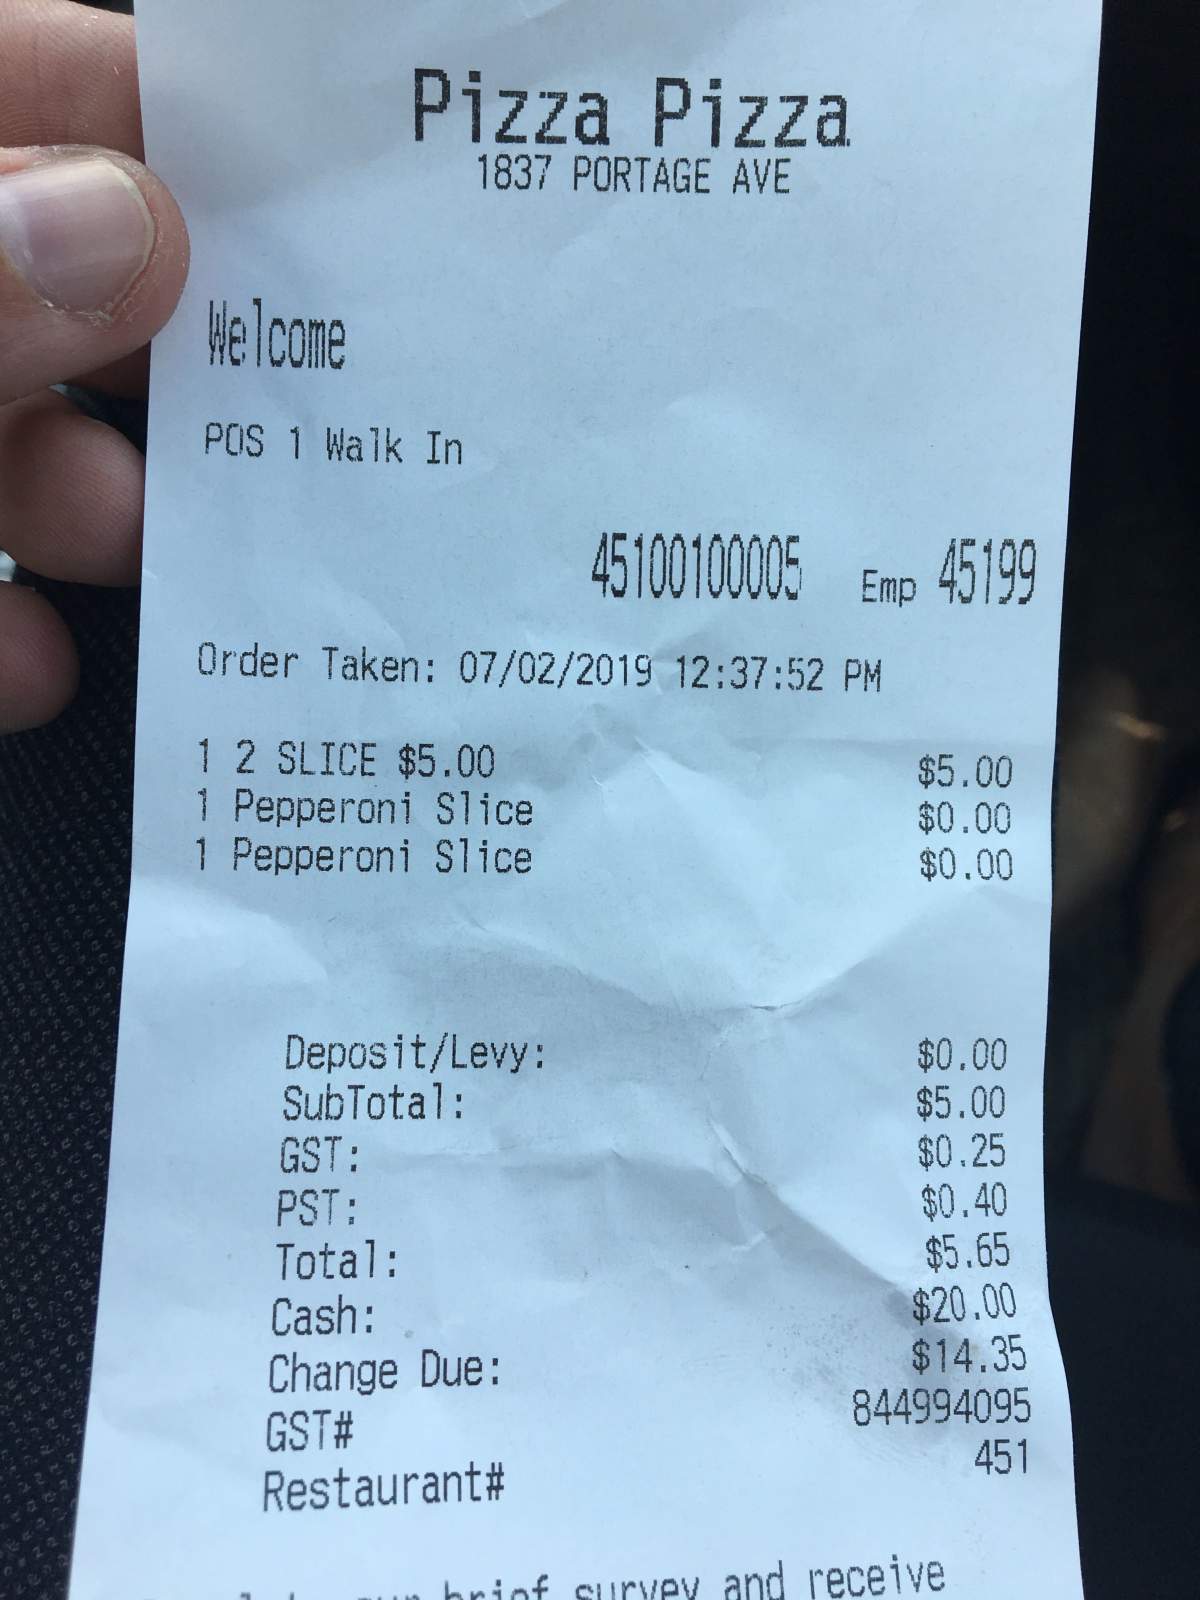 Pizza Pizza
1837 PORTAGE AVE
Welcome
POS 1 Walk In
45100100005 Emp 45199
Order Taken: 07/02/2019 12:37:52 PM
1 2 SLICE $5.00 $5.00
1 Pepperoni Slice $0.00
1 Pepperoni Slice $0.00
Deposit/Levy: $0.00
SubTotal: $5.00
GST: $0.25
PST: $0.40
Total: $5.65
Cash: $20.00
Change Due: $14.35
GST# 844994095
Restaurant# 451
brief survey and receive